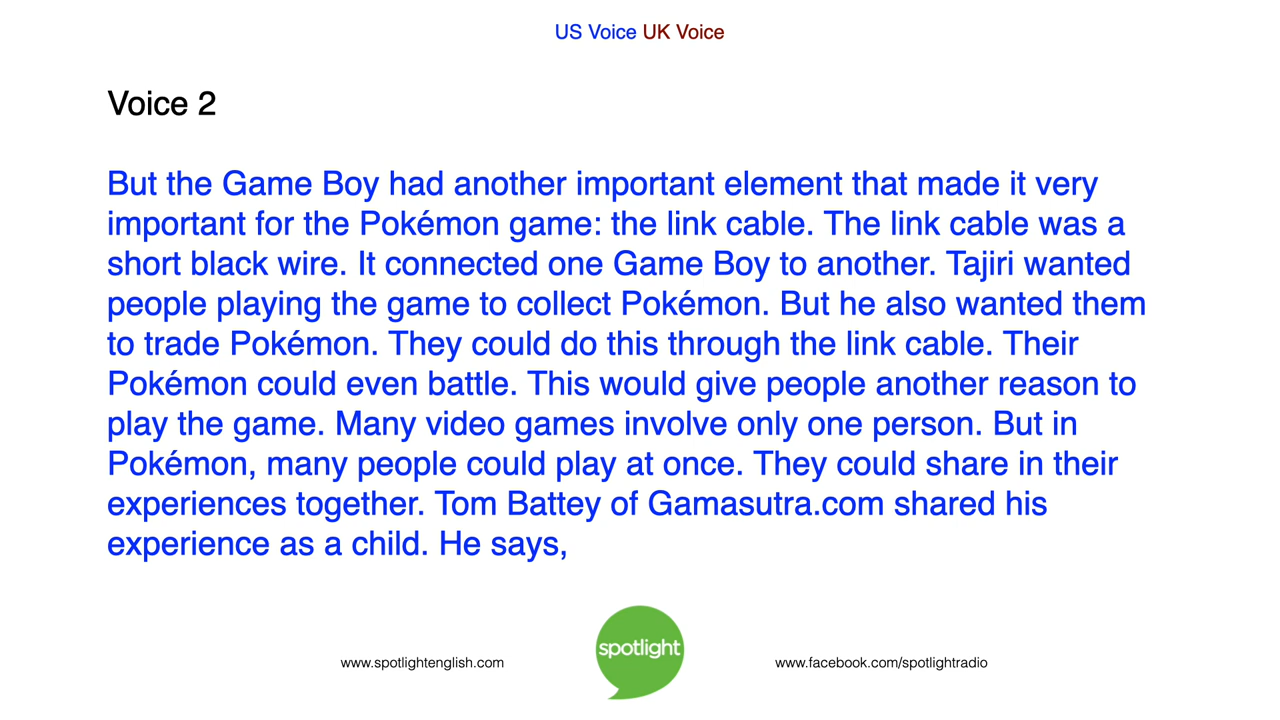 US Voice UK Voice
Voice 2
But the Game Boy had another important element that made it very
important for the Pokémon game: the link cable. The link cable was a
short black wire. It connected one Game Boy to another. Tajiri wanted
people playing the game to collect Pokémon. But he also wanted them
to trade Pokémon. They could do this through the link cable. Their
Pokémon could even battle. This would give people another reason to
play the game. Many video games involve only one person. But in
Pokémon, many people could play at once. They could share in their
experiences together. Tom Battey of Gamasutra.com shared his
experience as a child. He says,
www.spotlightenglish.com
spotlight
www.facebook.com/spotlightradio